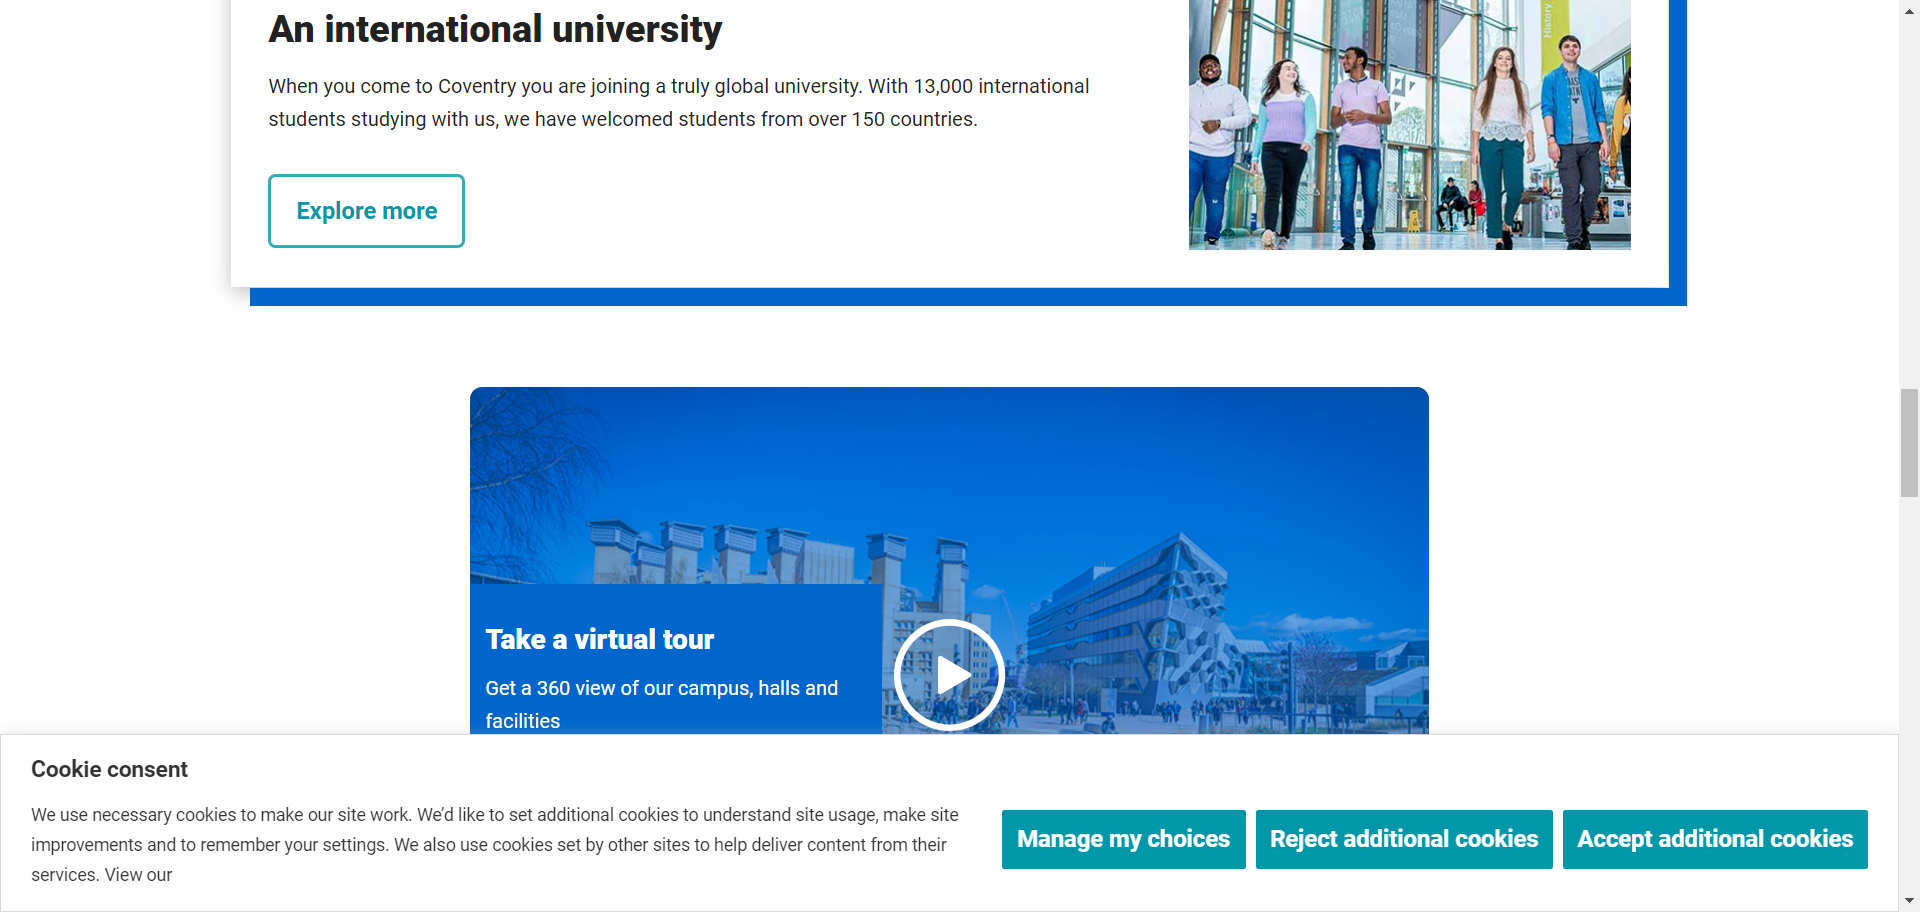 An international university
When you come to Coventry you are joining a truly global university. With 13,000 international
students studying with us, we have welcomed students from over 150 countries.
Explore more
History
Take a virtual tour
Get a 360 view of our campus, halls and
facilities
Cookie consent
We use necessary cookies to make our site work. We’d like to set additional cookies to understand site usage, make site
improvements and to remember your settings. We also use cookies set by other sites to help deliver content from their
services. View our
Manage my choices
Reject additional cookies
Accept additional cookies